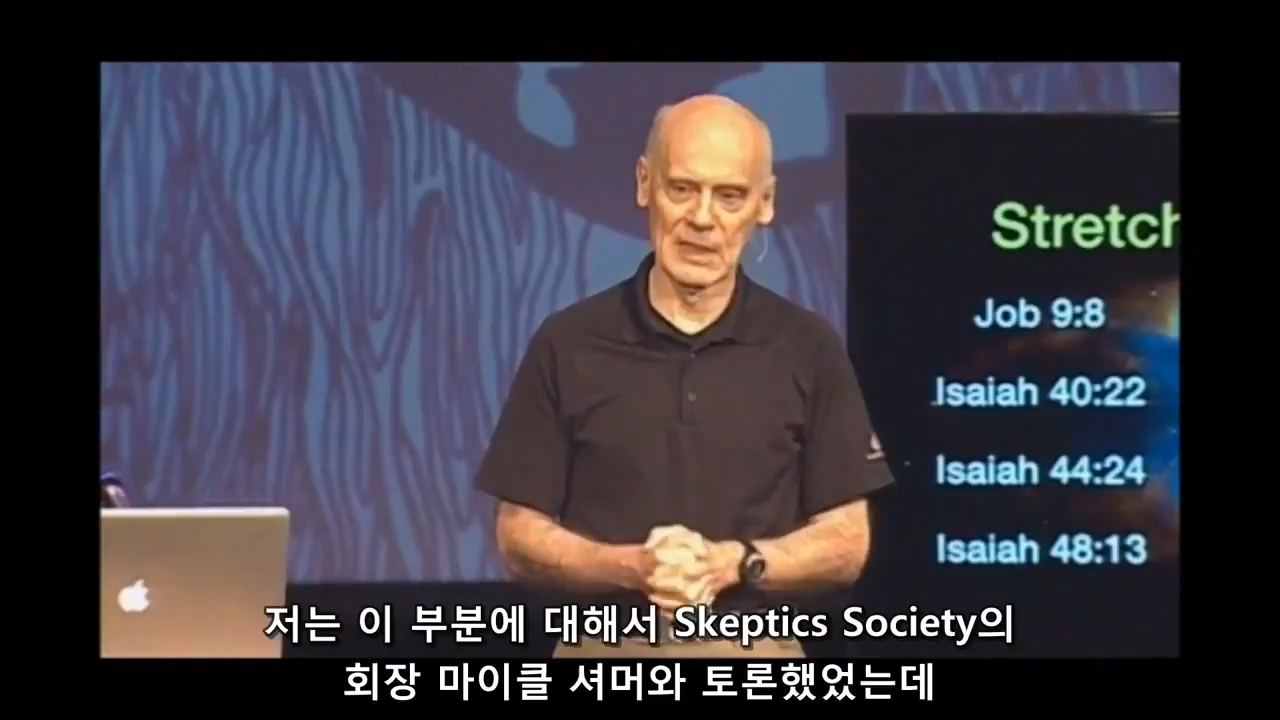 Stretch
Job 9:8
Isaiah 40:22
Isaiah 44:24
Isaiah 48:13
저는 이 부분에 대해서 Skeptics Society의
회장 마이클 셔머와 토론했었는데